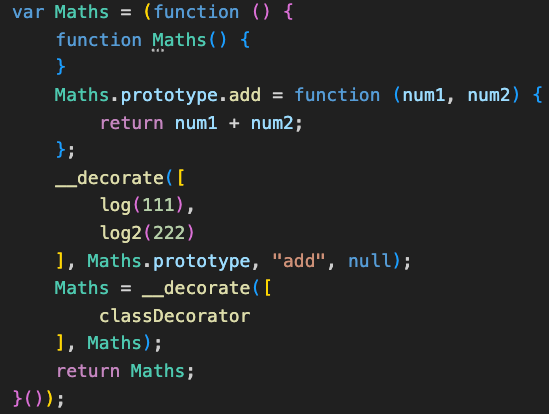 var Maths = (function () {
    function Maths() {
    }
    Maths.prototype.add = function (num1, num2) {
        return num1 + num2;
    };
    __decorate([
        log(111),
        log2(222)
    ], Maths.prototype, "add", null);
    Maths = __decorate([
        classDecorator
    ], Maths);
    return Maths;
}());